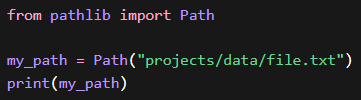 from pathlib import Path
my_path = Path("projects/data/file.txt")
print(my_path)